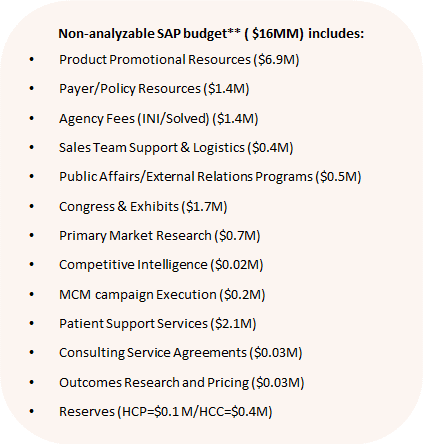 Non-analyzable SAP budget** ( $16MM) includes:
• Product Promotional Resources ($6.9M)
• Payer/Policy Resources ($1.4M)
• Agency Fees (INI/Solved) ($1.4M)
• Sales Team Support & Logistics ($0.4M)
• Public Affairs/External Relations Programs ($0.5M)
• Congress & Exhibits ($1.7M)
• Primary Market Research ($0.7M)
• Competitive Intelligence ($0.02M)
• MCM campaign Execution ($0.2M)
• Patient Support Services ($2.1M)
• Consulting Service Agreements ($0.03M)
• Outcomes Research and Pricing ($0.03M)
• Reserves (HCP=$0.1 M/HCC=$0.4M)